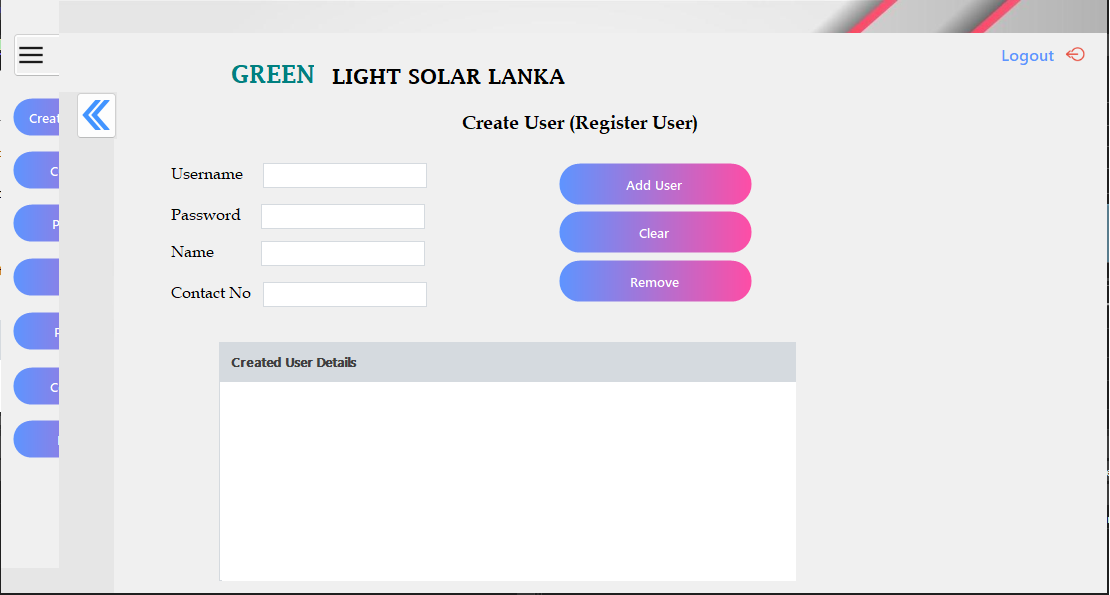 Logout
GREEN LIGHT SOLAR LANKA
Create User (Register User)
Username
Password
Name
Contact No
Add User
Clear
Remove
Created User Details